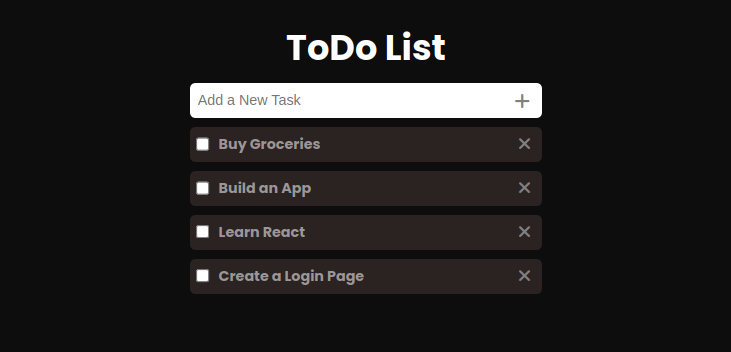 ToDo List
Add a New Task
Buy Groceries
Build an App
Learn React
Create a Login Page